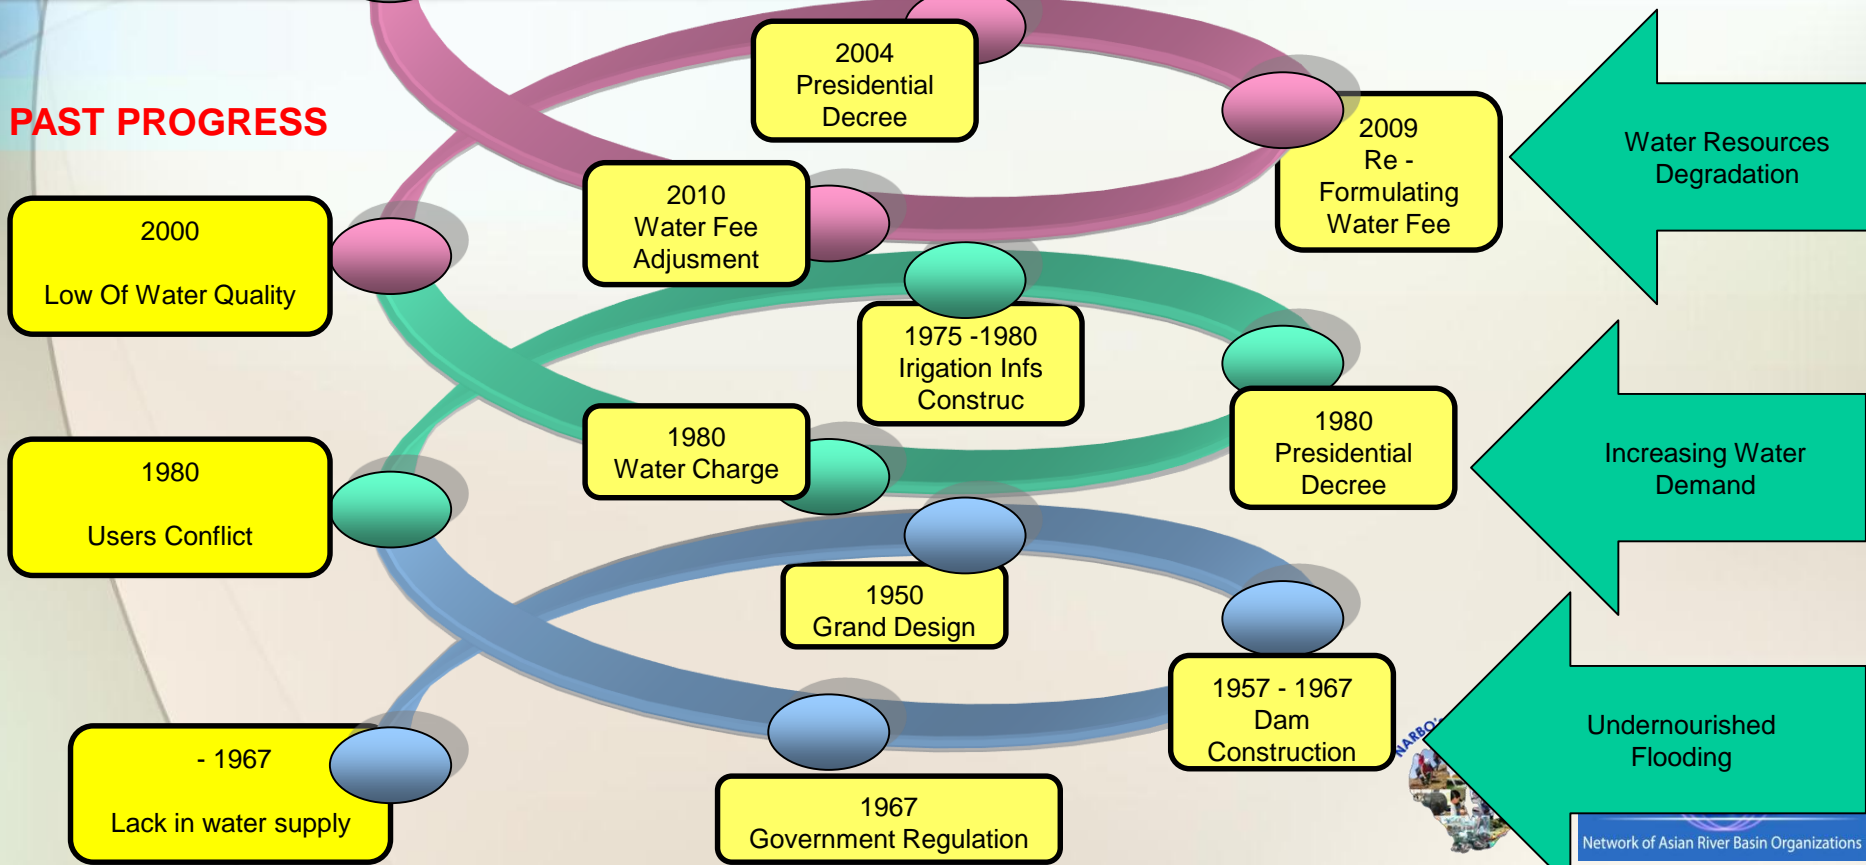 PAST PROGRESS
2004
Presidential
Decree
2009
Re -
Formulating
Water Fee
Water Resources
Degradation
2010
Water Fee
Adjusment
2000
Low Of Water Quality
1975 -1980
Irigation Infs
Construc
1980
Presidential
Decree
Increasing Water
Demand
1980
Water Charge
1980
Users Conflict
1950
Grand Design
1957 - 1967
Dam
Construction
Undernourished
Flooding
- 1967
Lack in water supply
1967
Government Regulation
NARBO'
Network of Asian River Basin Organizations